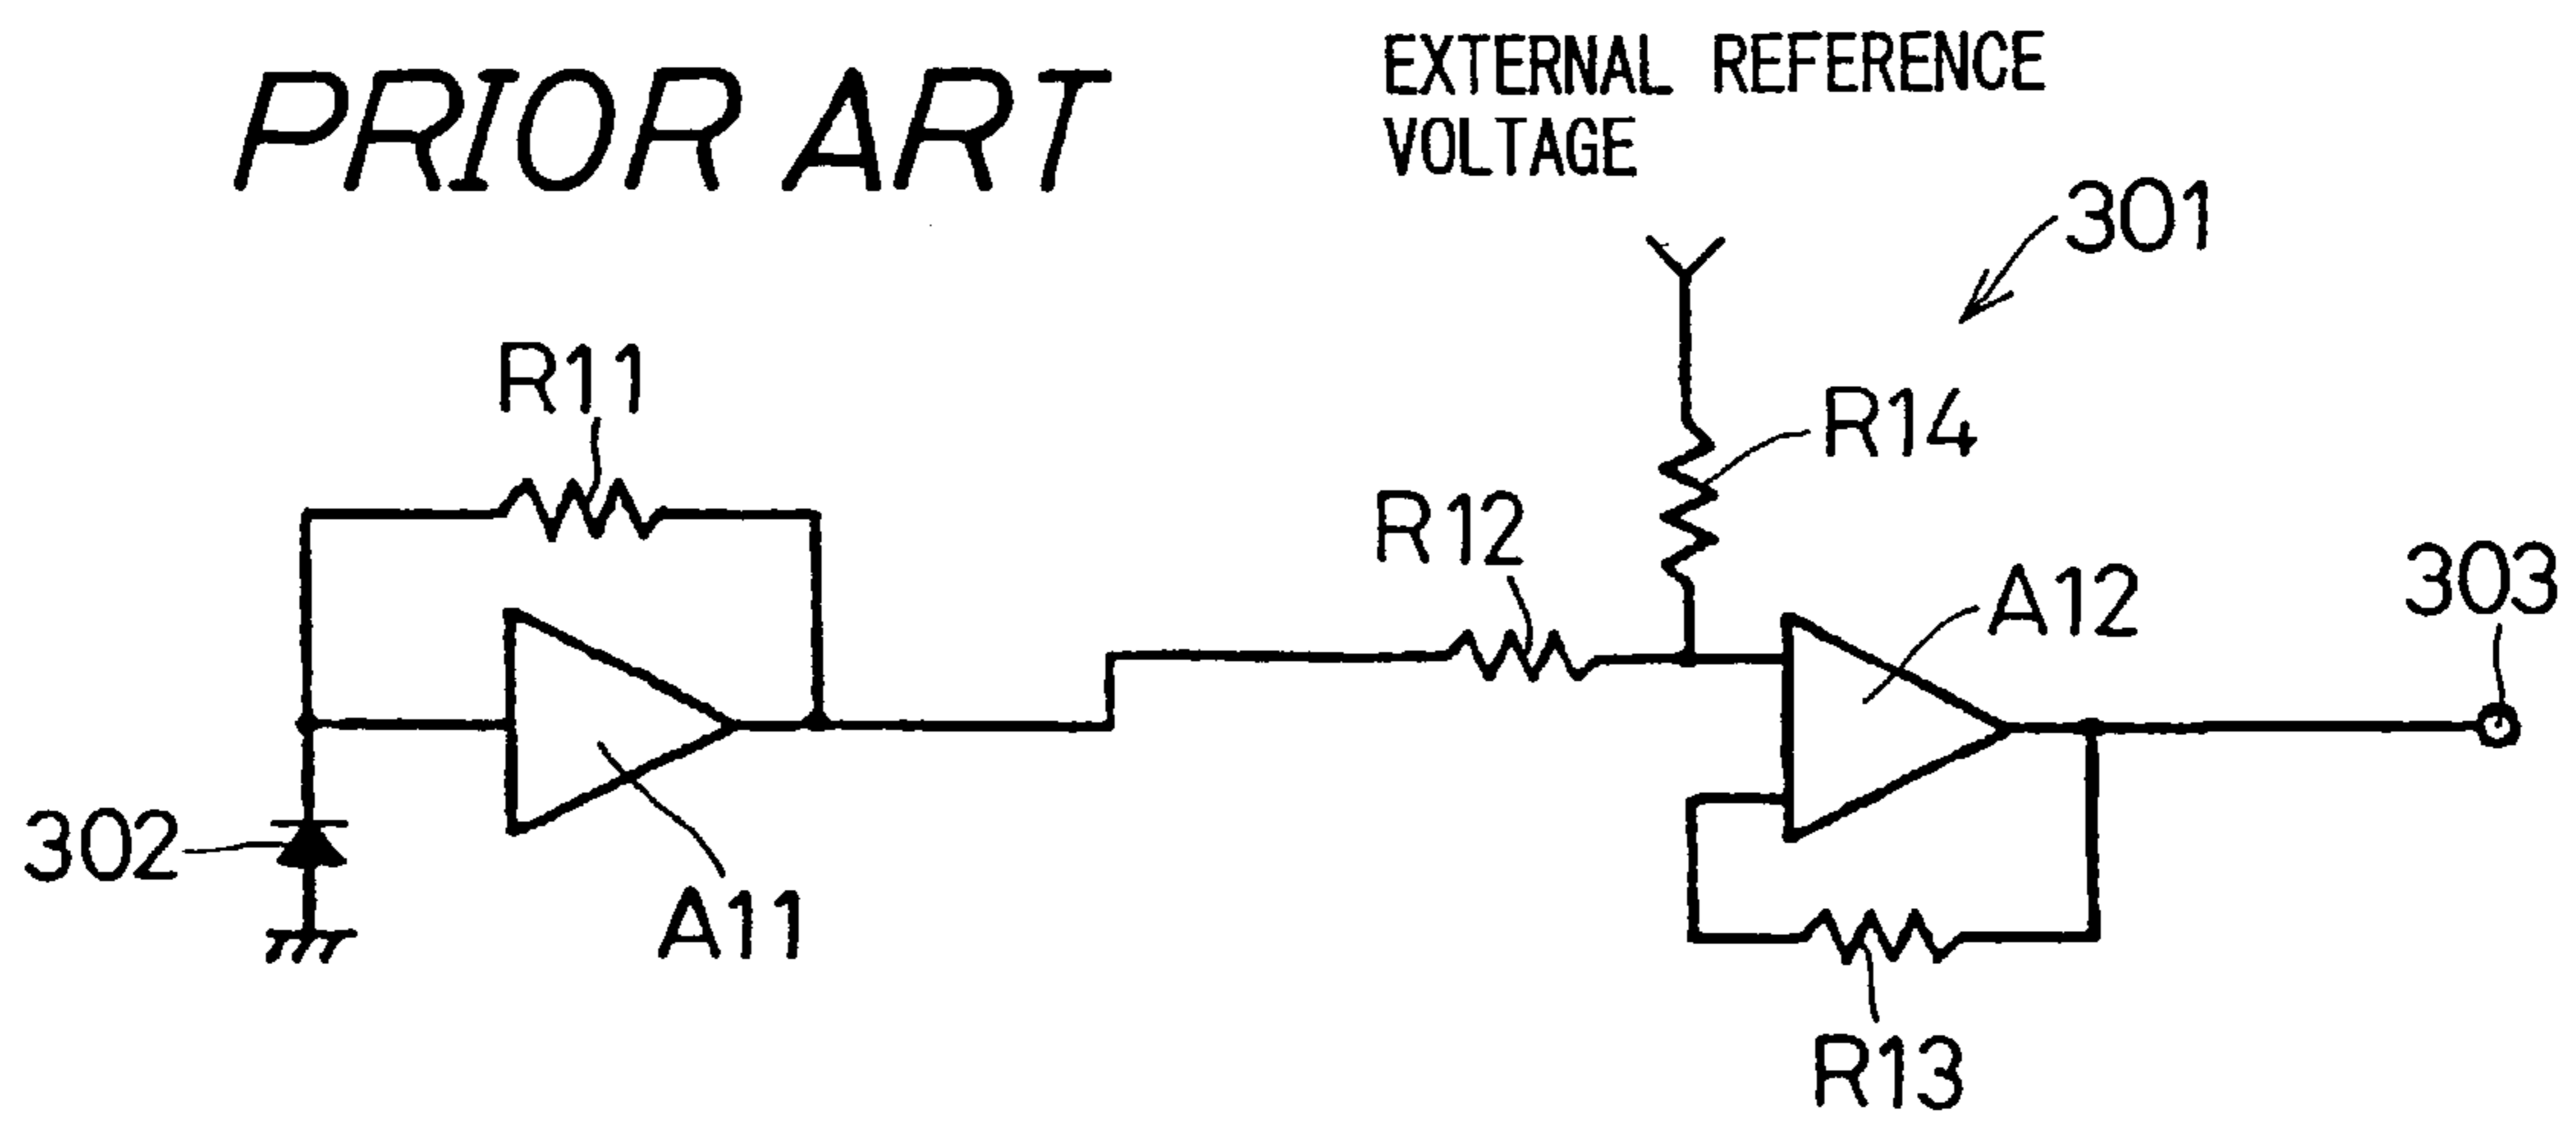 PRIOR ART
EXTERNAL REFERENCE
VOLTAGE
301
R11
R14
R12
A12
303
302
A11
R13